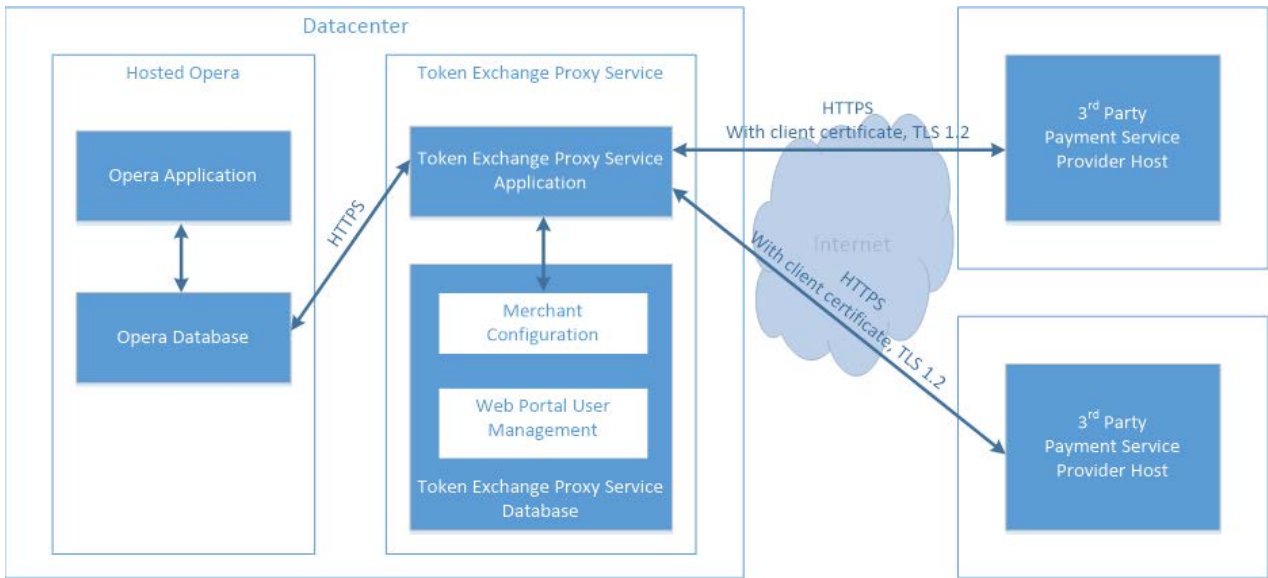 Datacenter
Hosted Opera
Opera Application
Opera Database
HTTPS
Token Exchange Proxy Service
Token Exchange Proxy Service
Application
Merchant
Configuration
Web Portal User
Management
Token Exchange Proxy Service
Database
HTTPS
With client certificate, TLS 1.2
Internet
HTTPS
With client certificate, TLS 1.2
3rd Party
Payment Service
Provider Host
3rd Party
Payment Service
Provider Host